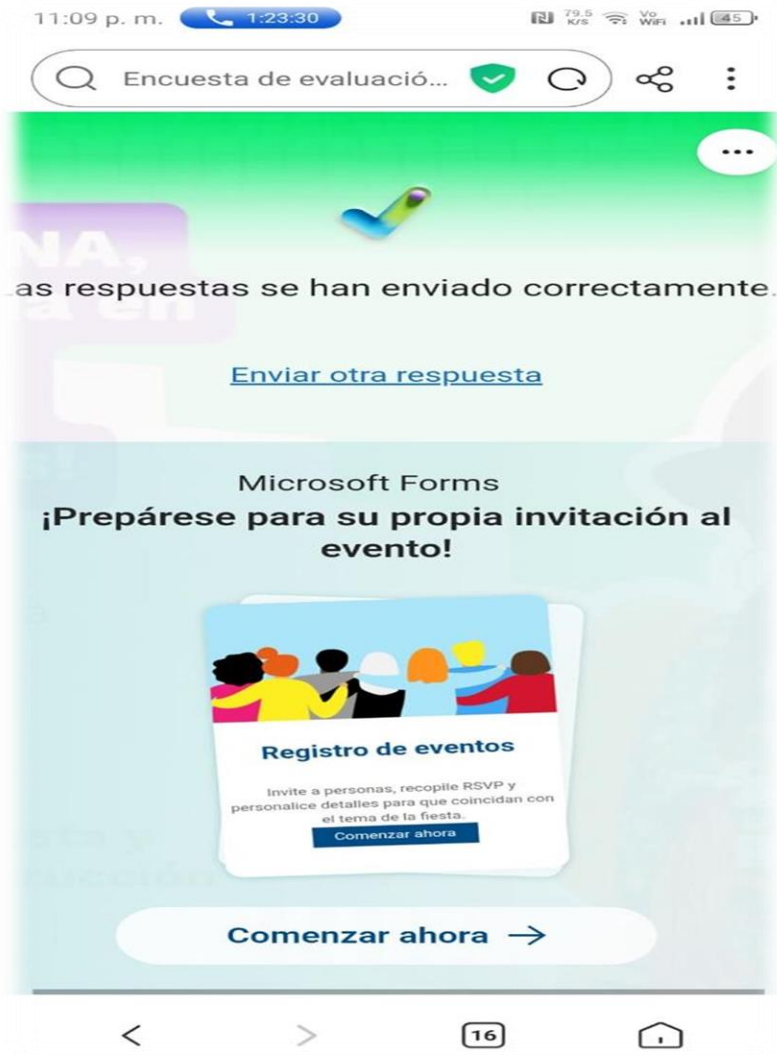 11:09 p. m. 1:23:30 79.5 K/S Vo WiFi 45
Encuesta de evaluació...
NA,
a en
as respuestas se han enviado correctamente.
Enviar otra respuesta
Microsoft Forms
¡Prepárese para su propia invitación al
evento!
Registro de eventos
Invite a personas, recopile RSVP y
personalice detalles para que coincidan con
el tema de la fiesta.
Comenzar ahora
Comenzar ahora
16